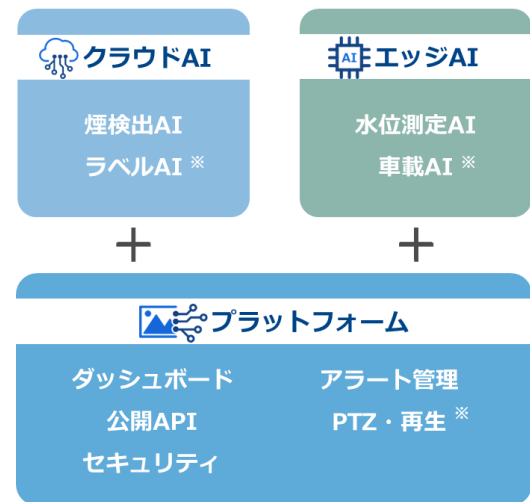 クラウドAI
煙検出AI
ラベルAI ※
AI エッジAI
水位測定AI
車載AI ※
+
+
プラットフォーム
ダッシュボード
公開API
セキュリティ
アラート管理
PTZ・再生 ※